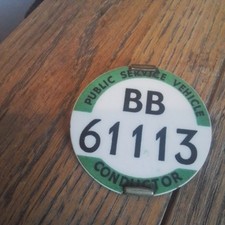 PUBLIC SERVICE VEHICLE
BB
61113
CONDUCTOR